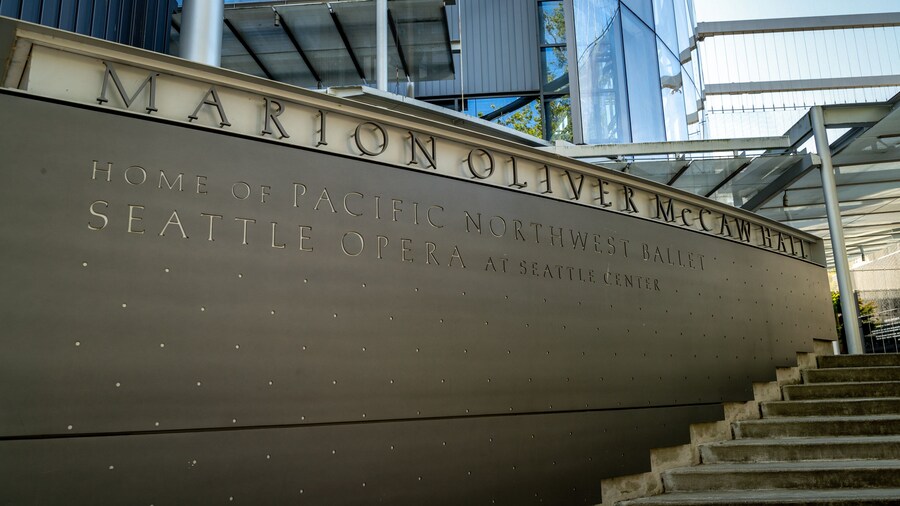 MARION OLIVER McCAW HALL
HOME OF PACIFIC NORTHWEST BALLET
SEATTLE OPERA AT SEATTLE CENTER